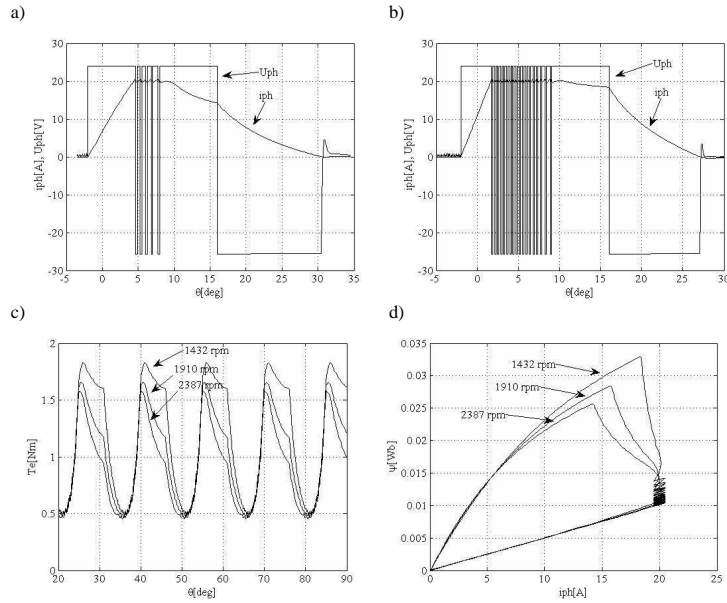 a)
30
20
10
0
-10
-20
-30
-5
0
5
10
15
20
25
30
35
iph[A], Uph[V]
θ[deg]
Uph
iph
b)
30
20
10
0
-10
-20
-30
-5
0
5
10
15
20
25
30
iph[A], Uph[V]
θ[deg]
Uph
iph
c)
2
1.5
1
0.5
0
20
30
40
50
60
70
80
90
Te[Nm]
θ[deg]
1432 rpm
1910 rpm
2387 rpm
d)
0.035
0.03
0.025
0.02
0.015
0.01
0.005
0
0
5
10
15
20
25
ψ[Wb]
iph[A]
1432 rpm
1910 rpm
2387 rpm